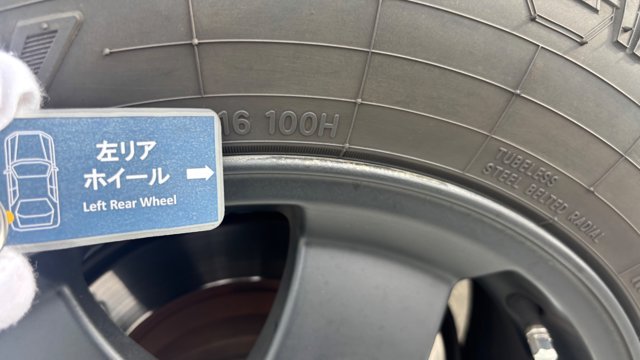 16 100H
左リア
ホイール
Left Rear Wheel
TUBELESS
STEEL BELTED RADIAL